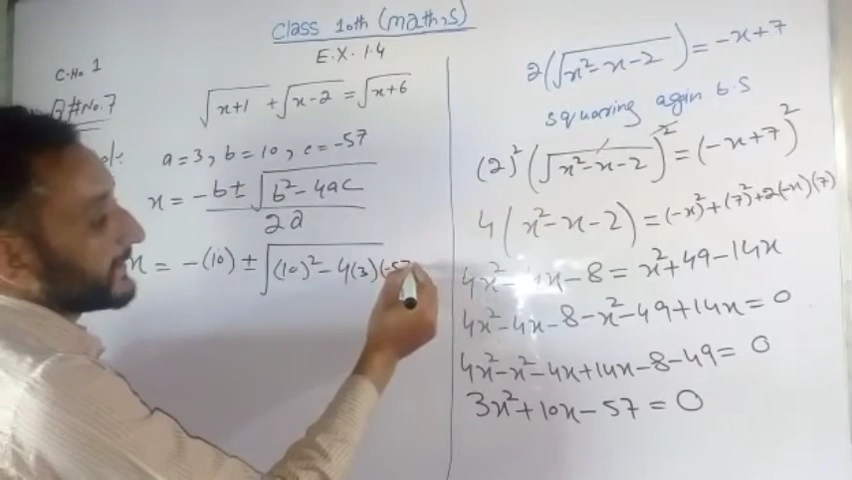 Class 10th (maths)
E.X. 1.4
C.No 1
Q#No.7
√x+1 + √x-2 = √x+6
a=3, b=10, c=-57
x = -b ± √b²-4ac
2a
x = -(10) ± √(10)²-4(3)(-57
2(√x²-x-2) = -x+7
squaring again b.s
(2)²(√x²-x-2)² = (-x+7)²
4(x²-x-2) = (-x)²+(7)²+2(-x)(7)
4x²-4x-8 = x²+49-14x
4x²-4x-8-x²-49+14x=0
4x²-x²-4x+14x-8-49=0
3x²+10x-57=0